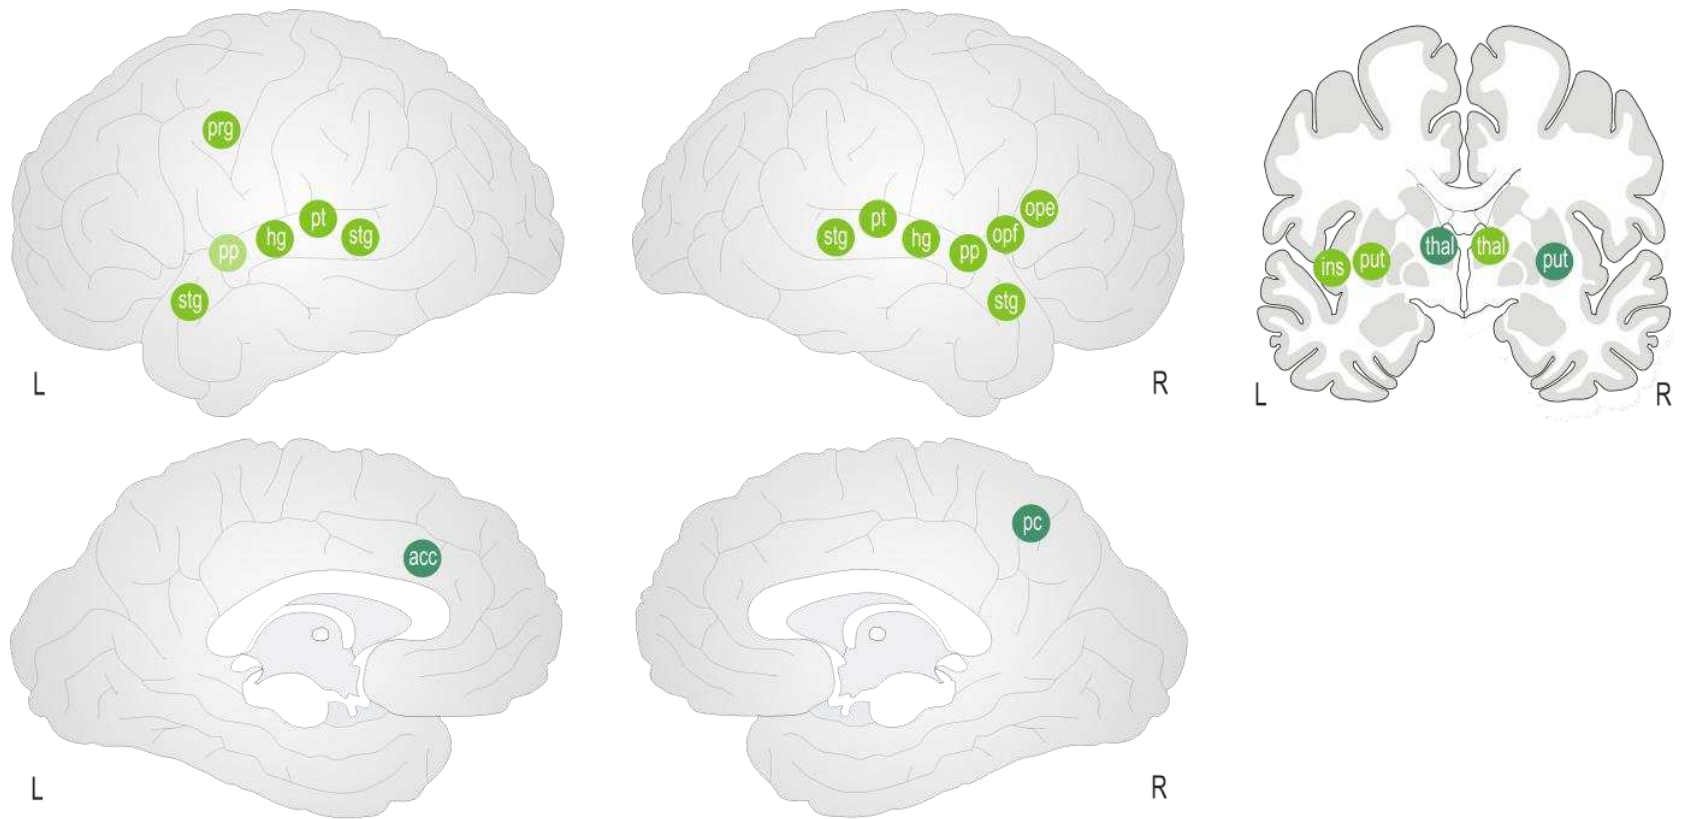 prg
pt
hg
stg
pp
stg
L
ope
pt
opf
stg
hg
pp
stg
R
thal
thal
ins
put
put
L
R
acc
L
pc
R